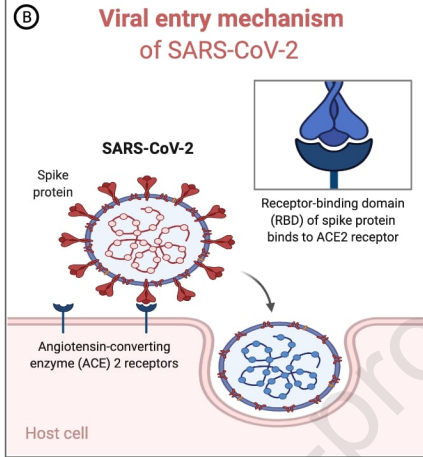 B
Viral entry mechanism
of SARS-CoV-2
SARS-CoV-2
Spike
protein
Receptor-binding domain
(RBD) of spike protein
binds to ACE2 receptor
Angiotensin-converting
enzyme (ACE) 2 receptors
Host cell